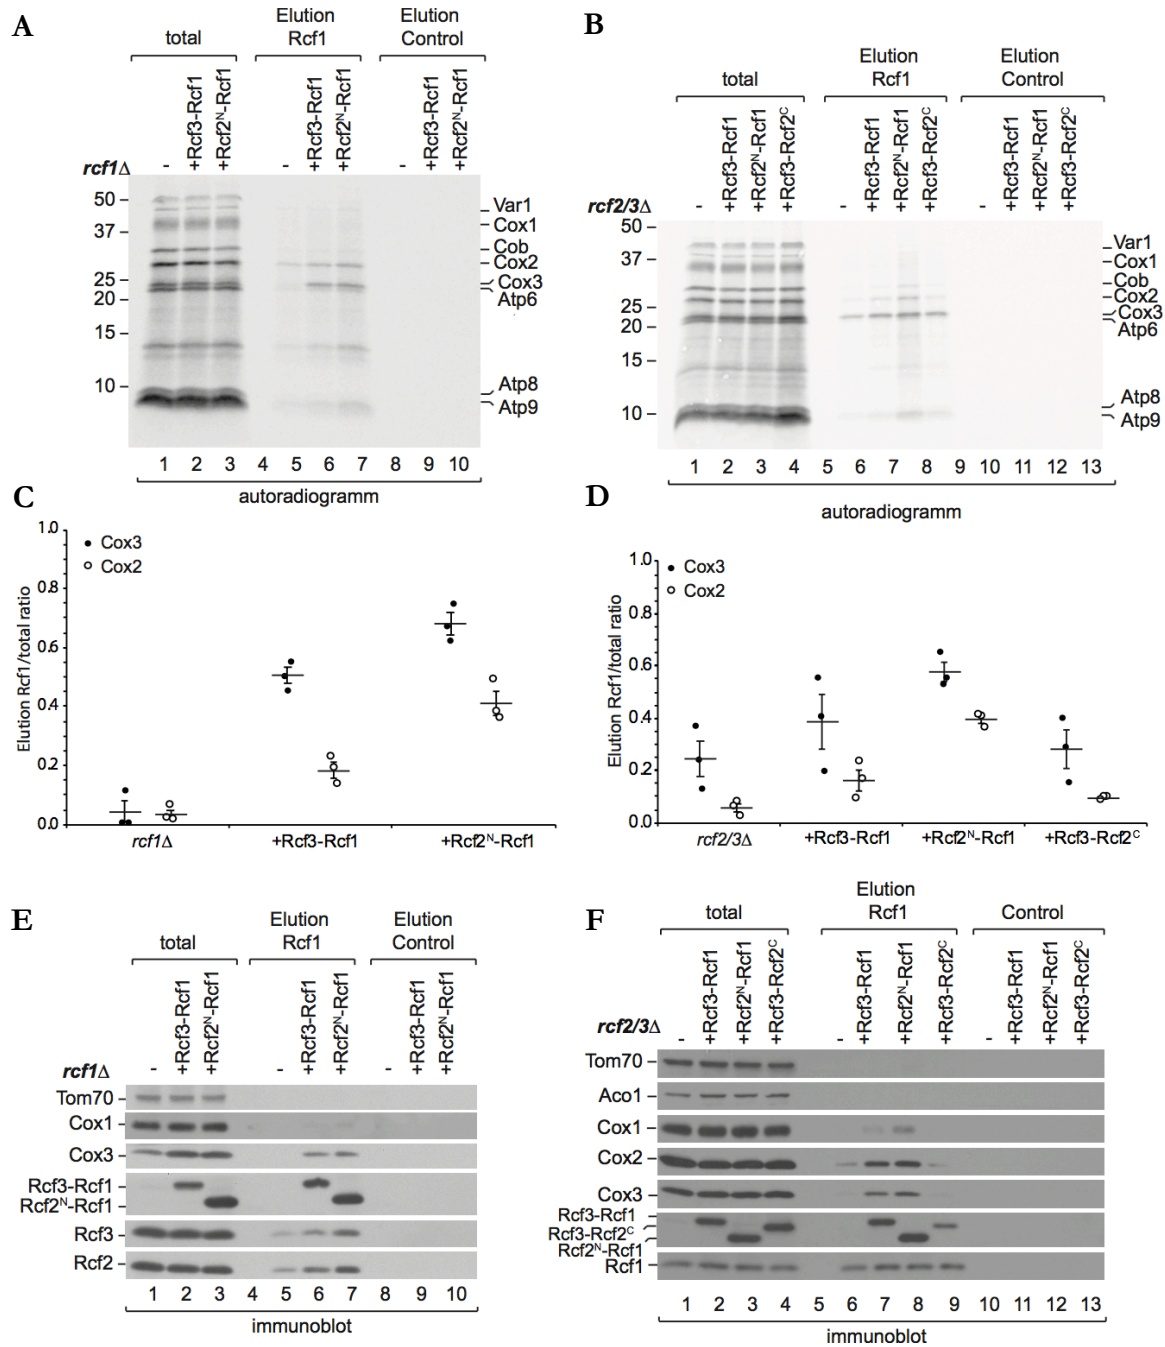 A
total
Elution
Rcf1
Elution
Control
rcf1Δ
-
+Rcf3-Rcf1
+Rcf2ᴺ-Rcf1
-
+Rcf3-Rcf1
+Rcf2ᴺ-Rcf1
-
+Rcf3-Rcf1
+Rcf2ᴺ-Rcf1
50
37
25
20
15
10
Var1
Cox1
Cob
Cox2
Cox3
Atp6
Atp8
Atp9
1 2 3 4 5 6 7 8 9 10
autoradiogramm
B
total
Elution
Rcf1
Elution
Control
rcf2/3Δ
-
+Rcf3-Rcf1
+Rcf2ᴺ-Rcf1
+Rcf3-Rcf2ᶜ
-
+Rcf3-Rcf1
+Rcf2ᴺ-Rcf1
+Rcf3-Rcf2ᶜ
-
+Rcf3-Rcf1
+Rcf2ᴺ-Rcf1
+Rcf3-Rcf2ᶜ
50
37
25
20
15
10
Var1
Cox1
Cob
Cox2
Cox3
Atp6
Atp8
Atp9
1 2 3 4 5 6 7 8 9 10 11 12 13
autoradiogramm
C
Elution Rcf1/total ratio
1.0
0.8
0.6
0.4
0.2
0.0
Cox3
Cox2
rcf1Δ +Rcf3-Rcf1 +Rcf2ᴺ-Rcf1
D
Elution Rcf1/total ratio
1.0
0.8
0.6
0.4
0.2
0.0
Cox3
Cox2
rcf2/3Δ +Rcf3-Rcf1 +Rcf2ᴺ-Rcf1 +Rcf3-Rcf2ᶜ
E
total
Elution
Rcf1
Elution
Control
rcf1Δ
-
+Rcf3-Rcf1
+Rcf2ᴺ-Rcf1
-
+Rcf3-Rcf1
+Rcf2ᴺ-Rcf1
-
+Rcf3-Rcf1
+Rcf2ᴺ-Rcf1
Tom70
Cox1
Cox3
Rcf3-Rcf1
Rcf2ᴺ-Rcf1
Rcf3
Rcf2
1 2 3 4 5 6 7 8 9 10
immunoblot
F
total
Elution
Rcf1
Control
rcf2/3Δ
-
+Rcf3-Rcf1
+Rcf2ᴺ-Rcf1
+Rcf3-Rcf2ᶜ
-
+Rcf3-Rcf1
+Rcf2ᴺ-Rcf1
+Rcf3-Rcf2ᶜ
-
+Rcf3-Rcf1
+Rcf2ᴺ-Rcf1
+Rcf3-Rcf2ᶜ
Tom70
Aco1
Cox1
Cox2
Cox3
Rcf3-Rcf1
Rcf3-Rcf2ᶜ
Rcf2ᴺ-Rcf1
Rcf1
1 2 3 4 5 6 7 8 9 10 11 12 13
immunoblot